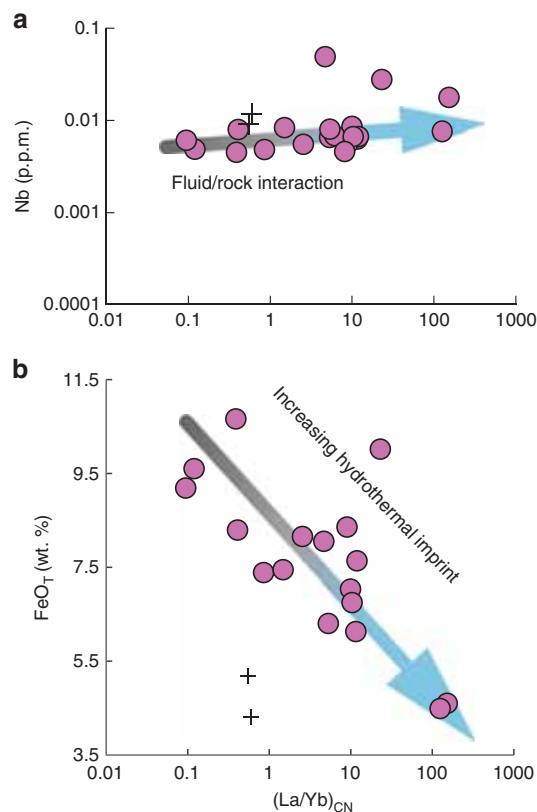 a
0.1
0.01
0.001
0.0001
Nb (p.p.m.)
Fluid/rock interaction
0.01 0.1 1 10 100 1000
b
11.5
9.5
7.5
5.5
3.5
FeO_T (wt. %)
Increasing hydrothermal imprint
0.01 0.1 1 10 100 1000
(La/Yb)_CN